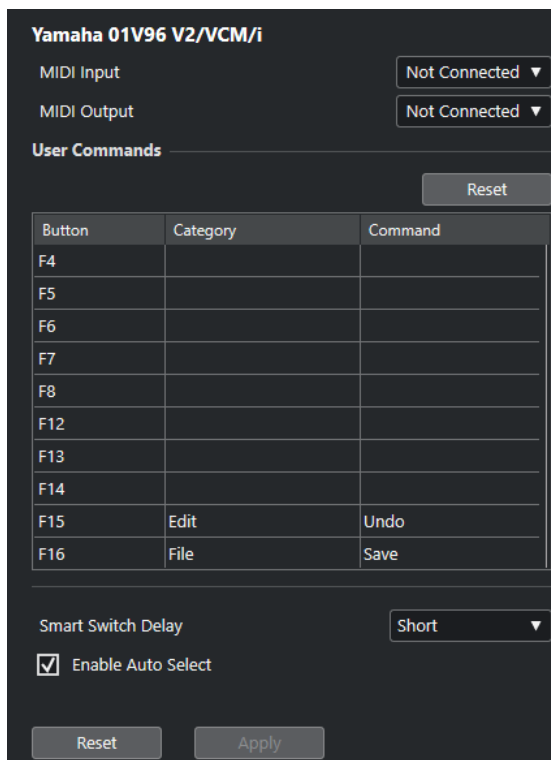 Yamaha 01V96 V2/VCM/i
MIDI Input Not Connected
MIDI Output Not Connected
User Commands
Reset
Button Category Command
F4
F5
F6
F7
F8
F12
F13
F14
F15 Edit Undo
F16 File Save
Smart Switch Delay Short
Enable Auto Select
Reset Apply